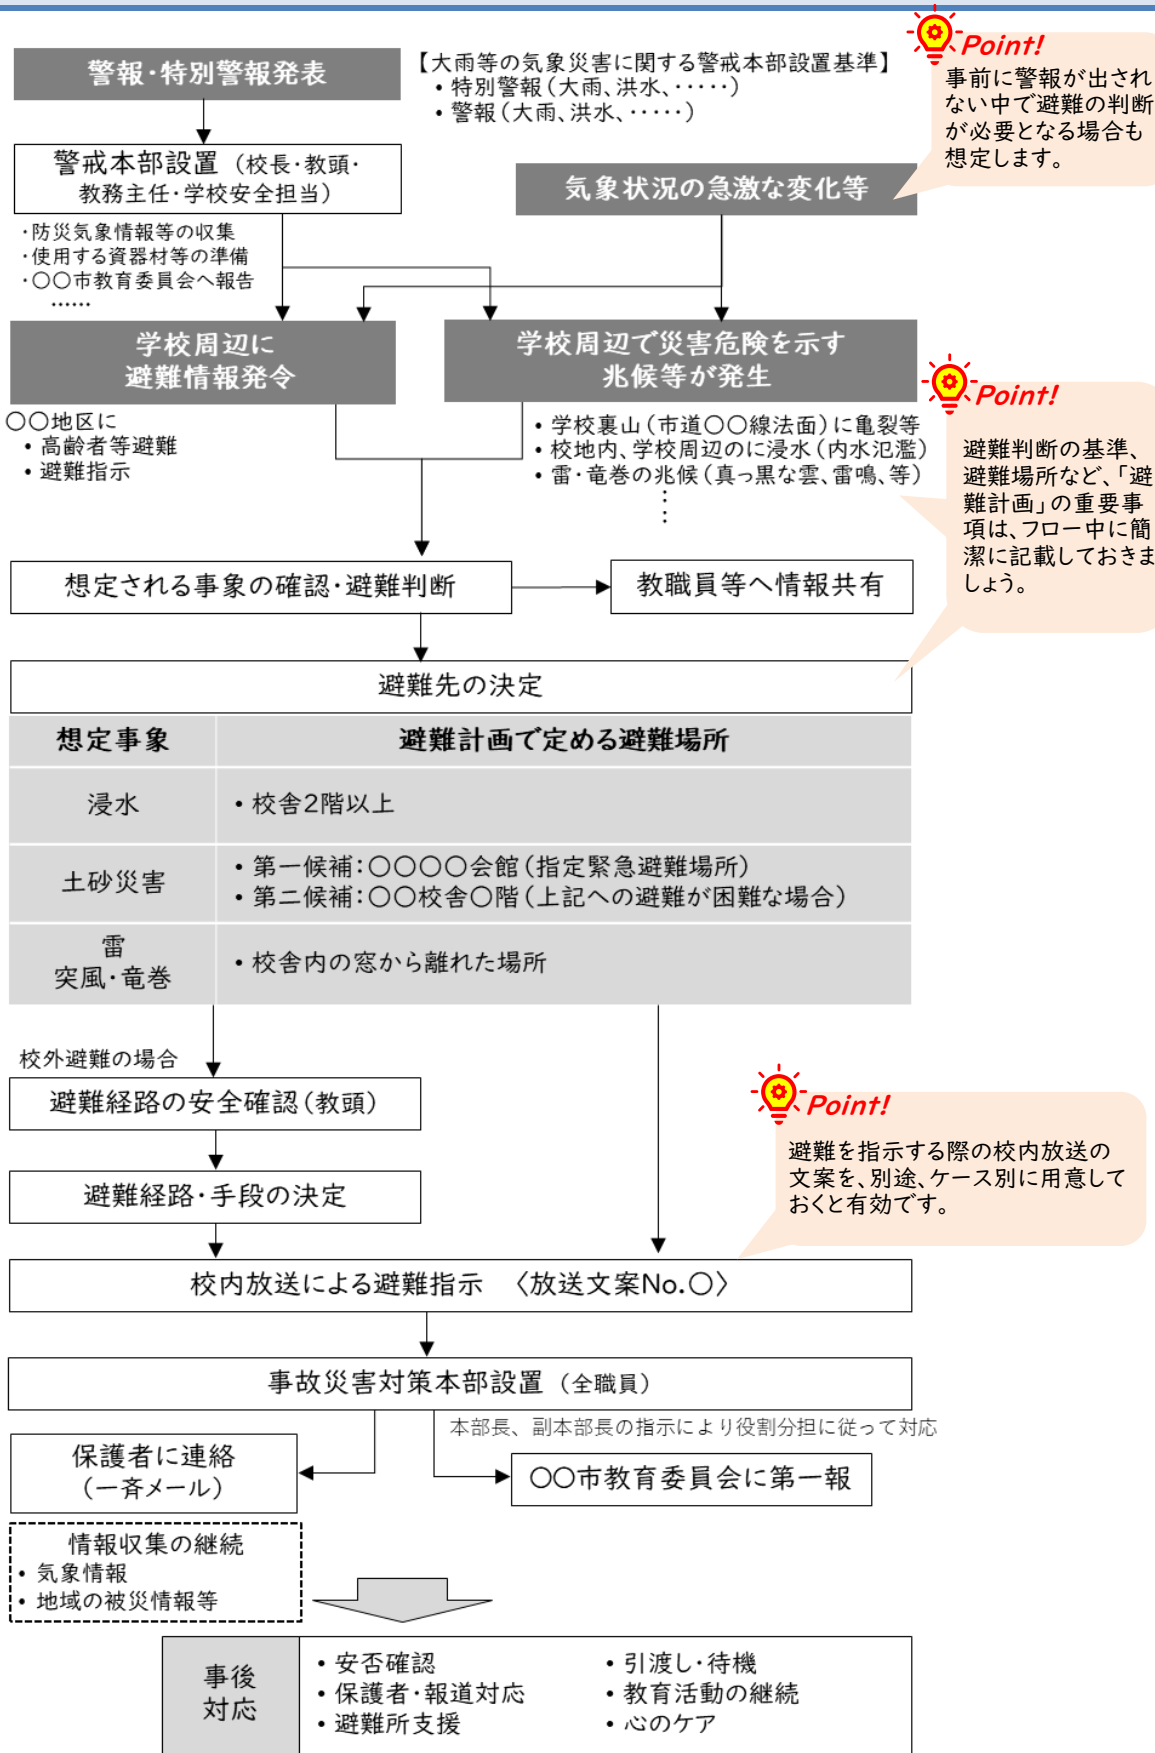 警報・特別警報発表
【大雨等の気象災害に関する警戒本部設置基準】
• 特別警報（大雨、洪水、・・・・・）
• 警報（大雨、洪水、・・・・・）
Point!
事前に警報が出され
ない中で避難の判断
が必要となる場合も
想定します。
警戒本部設置（校長・教頭・
教務主任・学校安全担当）
気象状況の急激な変化等
・防災気象情報等の収集
・使用する資器材等の準備
・〇〇市教育委員会へ報告
……
学校周辺に
避難情報発令
学校周辺で災害危険を示す
兆候等が発生
〇〇地区に
• 高齢者等避難
• 避難指示
• 学校裏山（市道〇〇線法面）に亀裂等
• 校地内、学校周辺のに浸水（内水氾濫）
• 雷・竜巻の兆候（真っ黒な雲、雷鳴、等）
⋮
Point!
避難判断の基準、
避難場所など、「避
難計画」の重要事
項は、フロー中に簡
潔に記載しておきま
しょう。
想定される事象の確認・避難判断
教職員等へ情報共有
避難先の決定
想定事象
避難計画で定める避難場所
浸水
• 校舎2階以上
土砂災害
• 第一候補：〇〇〇〇会館（指定緊急避難場所）
• 第二候補：〇〇校舎〇階（上記への避難が困難な場合）
雷
突風・竜巻
• 校舎内の窓から離れた場所
校外避難の場合
避難経路の安全確認（教頭）
避難経路・手段の決定
Point!
避難を指示する際の校内放送の
文案を、別途、ケース別に用意して
おくと有効です。
校内放送による避難指示　〈放送文案No.〇〉
事故災害対策本部設置（全職員）
本部長、副本部長の指示により役割分担に従って対応
保護者に連絡
（一斉メール）
〇〇市教育委員会に第一報
情報収集の継続
• 気象情報
• 地域の被災情報等
事後
対応
• 安否確認
• 保護者・報道対応
• 避難所支援
• 引渡し・待機
• 教育活動の継続
• 心のケア